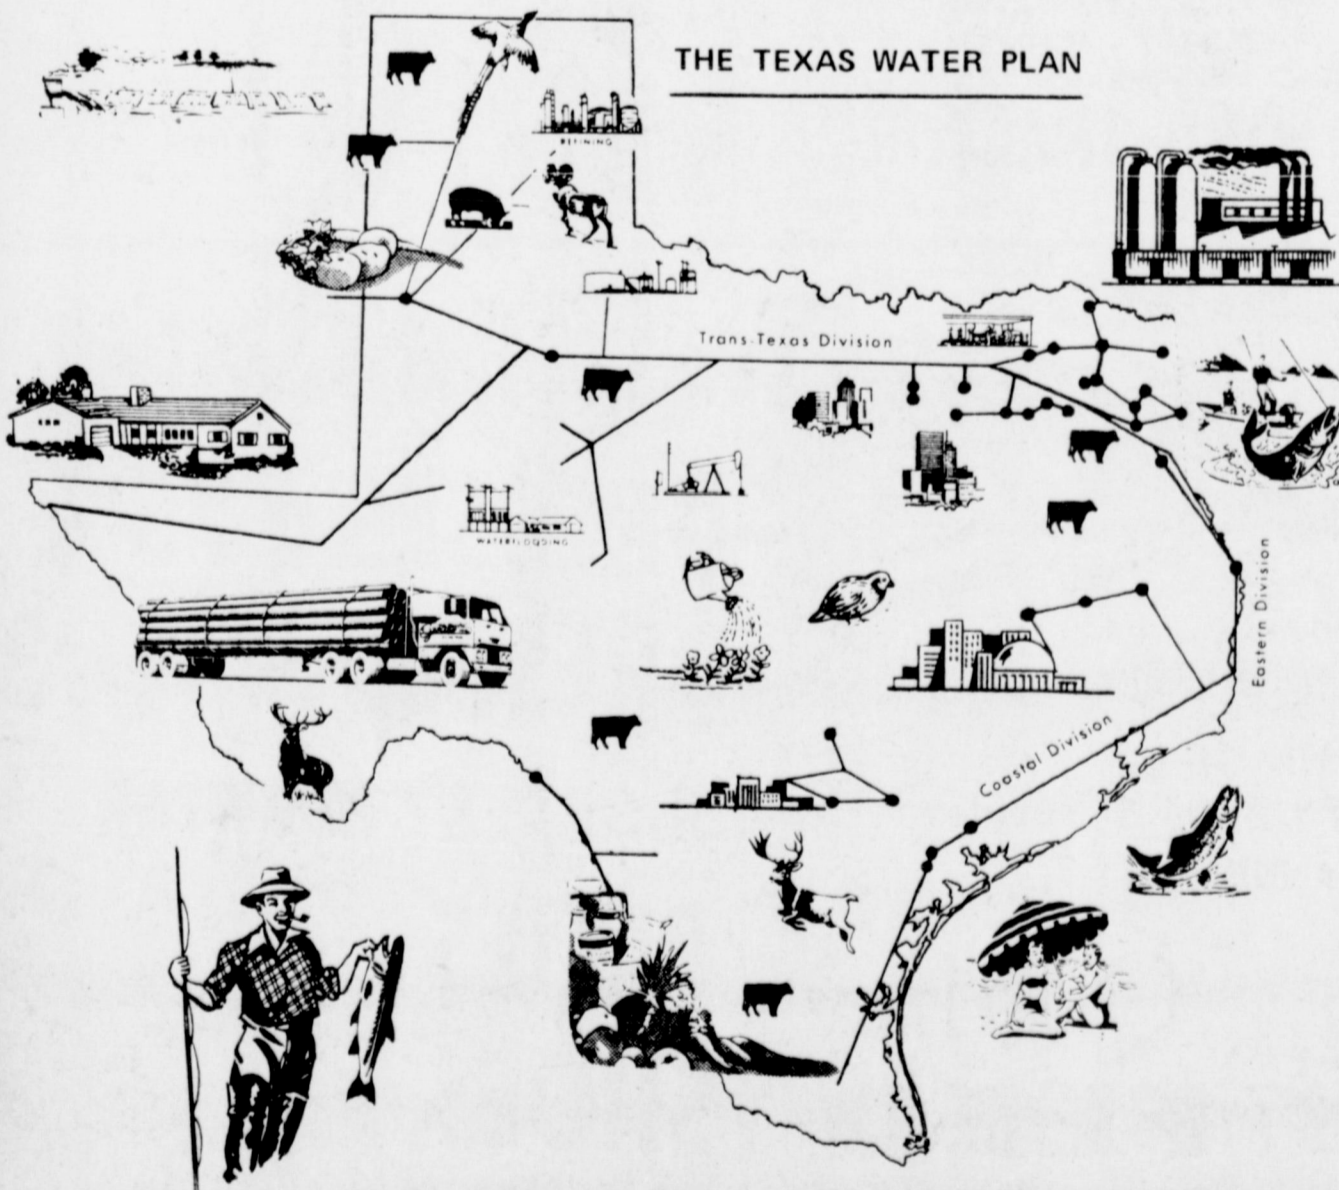 THE TEXAS WATER PLAN
REFINING
Trans-Texas Division
WATERFLOODING
Eastern Division
Coastal Division